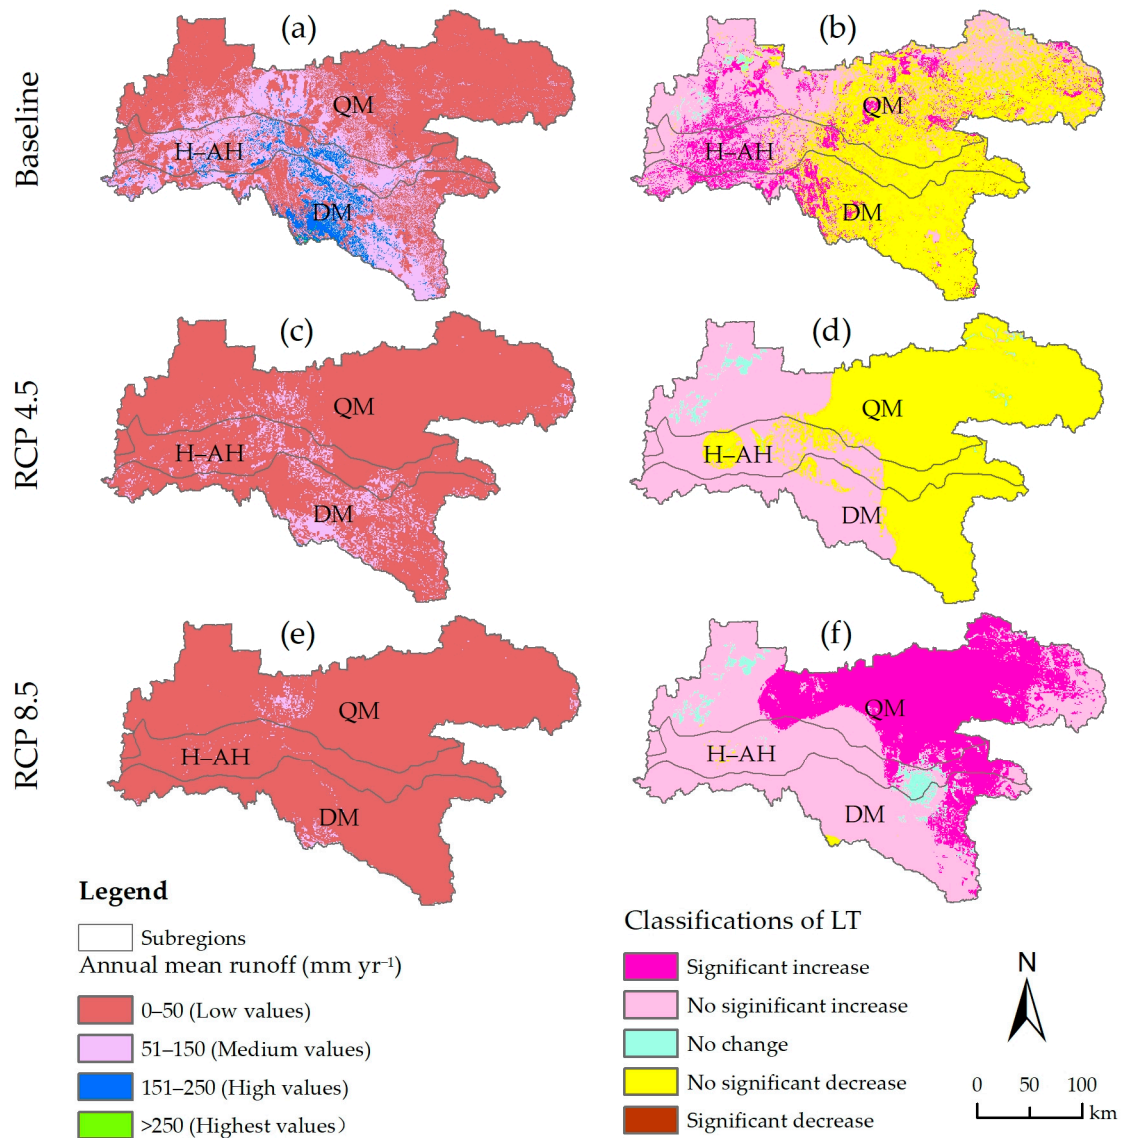 Baseline
(a)
QM
H–AH
DM
(b)
QM
H–AH
DM
RCP 4.5
(c)
QM
H–AH
DM
(d)
QM
H–AH
DM
RCP 8.5
(e)
QM
H–AH
DM
(f)
QM
H–AH
DM
Legend
Subregions
Annual mean runoff (mm yr⁻¹)
0–50 (Low values)
51–150 (Medium values)
151–250 (High values)
>250 (Highest values）
Classifications of LT
Significant increase
No siginificant increase
No change
No significant decrease
Significant decrease
N
0 50 100
km